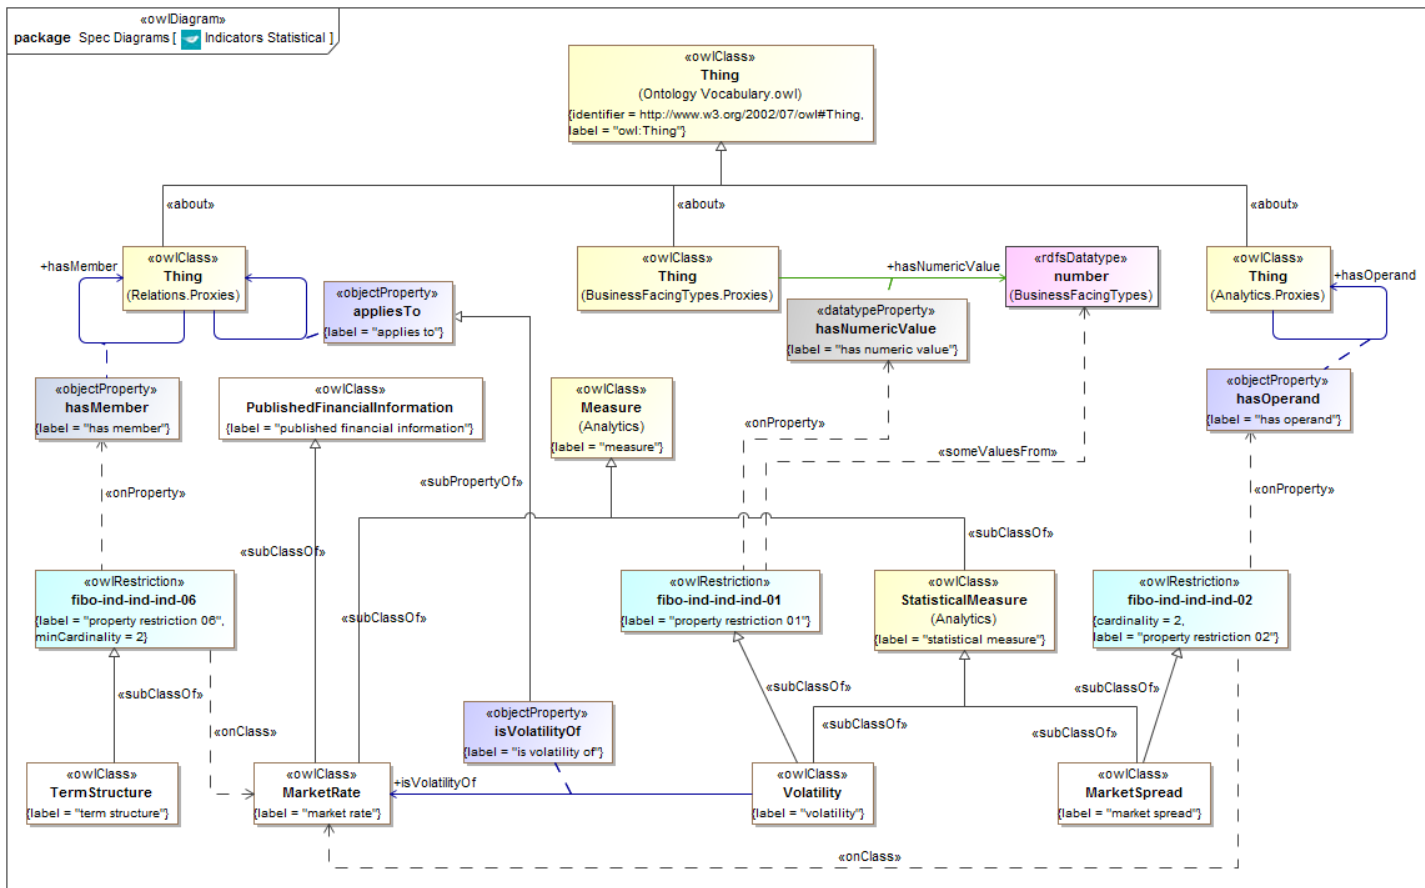 «owlDiagram»
package Spec Diagrams [ Indicators Statistical ]
«owlClass»
Thing
(Ontology Vocabulary.owl)
{identifier = http://www.w3.org/2002/07/owl#Thing,
label = "owl:Thing"}
«about»
«about»
«about»
+hasMember
«owlClass»
Thing
(Relations.Proxies)
«objectProperty»
appliesTo
{label = "applies to"}
«owlClass»
Thing
(BusinessFacingTypes.Proxies)
+hasNumericValue
«rdfsDatatype»
number
(BusinessFacingTypes)
«owlClass»
Thing
(Analytics.Proxies)
+hasOperand
«datatypeProperty»
hasNumericValue
{label = "has numeric value"}
«objectProperty»
hasMember
{label = "has member"}
«owlClass»
PublishedFinancialInformation
{label = "published financial information"}
«owlClass»
Measure
(Analytics)
{label = "measure"}
«objectProperty»
hasOperand
{label = "has operand"}
«onProperty»
«someValuesFrom»
«subPropertyOf»
«onProperty»
«onProperty»
«subClassOf»
«subClassOf»
«owlRestriction»
fibo-ind-ind-ind-06
{label = "property restriction 06",
minCardinality = 2}
«subClassOf»
«owlRestriction»
fibo-ind-ind-ind-01
{label = "property restriction 01"}
«owlClass»
StatisticalMeasure
(Analytics)
{label = "statistical measure"}
«owlRestriction»
fibo-ind-ind-ind-02
{cardinality = 2,
label = "property restriction 02"}
«subClassOf»
«subClassOf»
«subClassOf»
«onClass»
«objectProperty»
isVolatilityOf
{label = "is volatility of"}
«subClassOf»
«subClassOf»
«owlClass»
TermStructure
{label = "term structure"}
«owlClass»
MarketRate
{label = "market rate"}
+isVolatilityOf
«owlClass»
Volatility
{label = "volatility"}
«owlClass»
MarketSpread
{label = "market spread"}
«onClass»